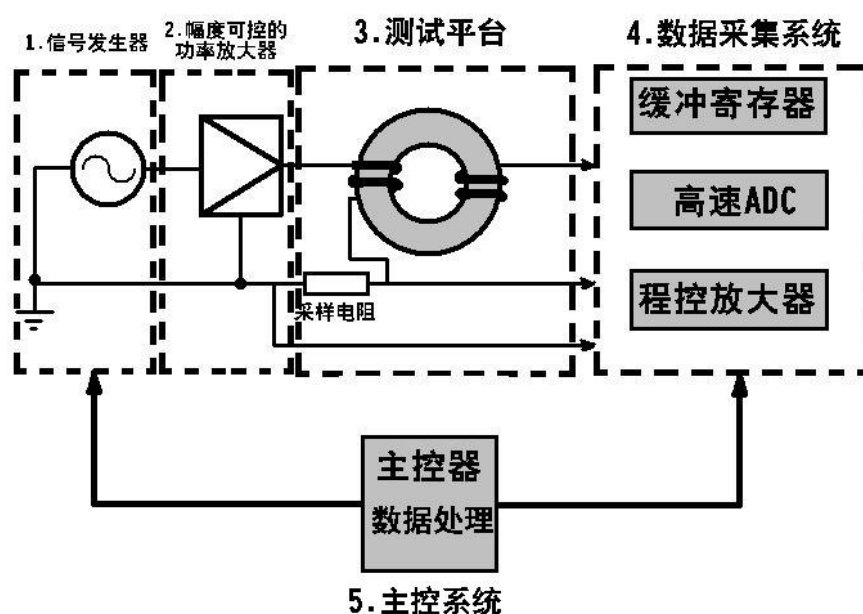 1.信号发生器
2.幅度可控的
功率放大器
3.测试平台
4.数据采集系统
缓冲寄存器
高速ADC
程控放大器
采样电阻
主控器
数据处理
5.主控系统